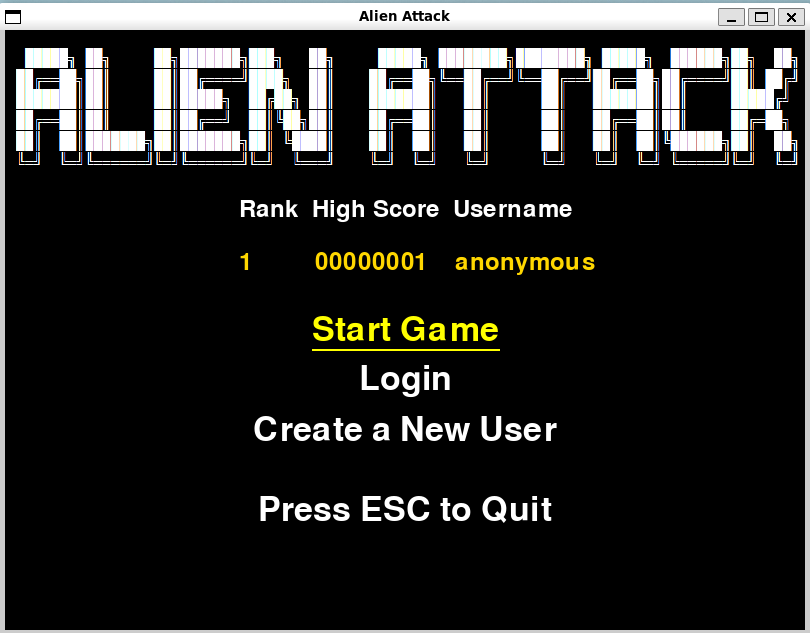 Alien Attack
ALIEN ATTACK
Rank High Score Username
1 00000001 anonymous
Start Game
Login
Create a New User
Press ESC to Quit